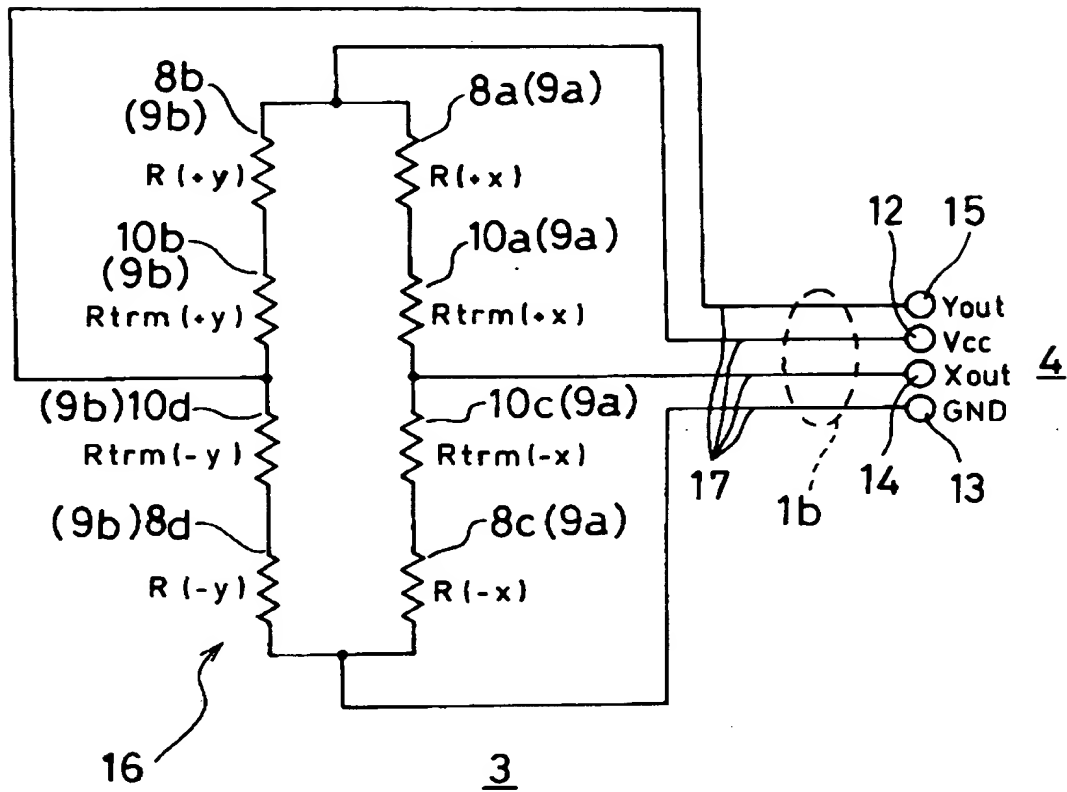 8b
(9b)
8a(9a)
R (+y)
R(+x)
10b
(9b)
10a(9a)
Rtrm (+y)
Rtrm(+x)
12
15
Yout
Vcc
Xout
GND
4
(9b)10d
10c(9a)
Rtrm(-y)
Rtrm(-x)
17
1b
14
13
(9b)8d
8c(9a)
R (-y)
R (-x)
16
3